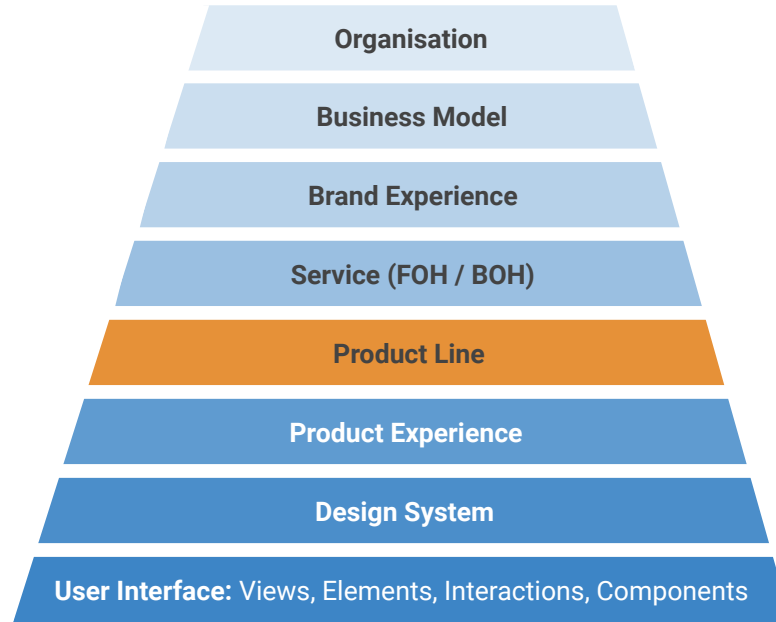 Organisation
Business Model
Brand Experience
Service (FOH / BOH)
Product Line
Product Experience
Design System
User Interface: Views, Elements, Interactions, Components